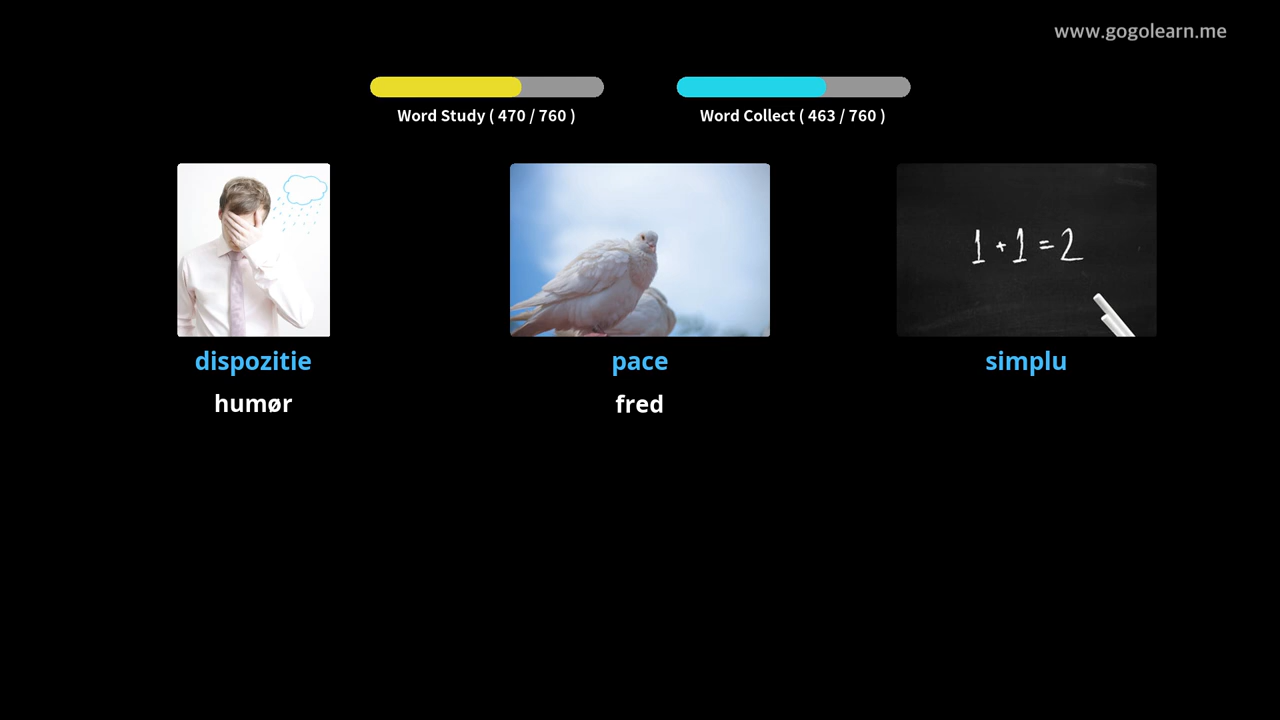 www.gogolearn.me
Word Study ( 470 / 760 )
Word Collect ( 463 / 760 )
1 + 1 = 2
dispozitie
pace
simplu
humør
fred